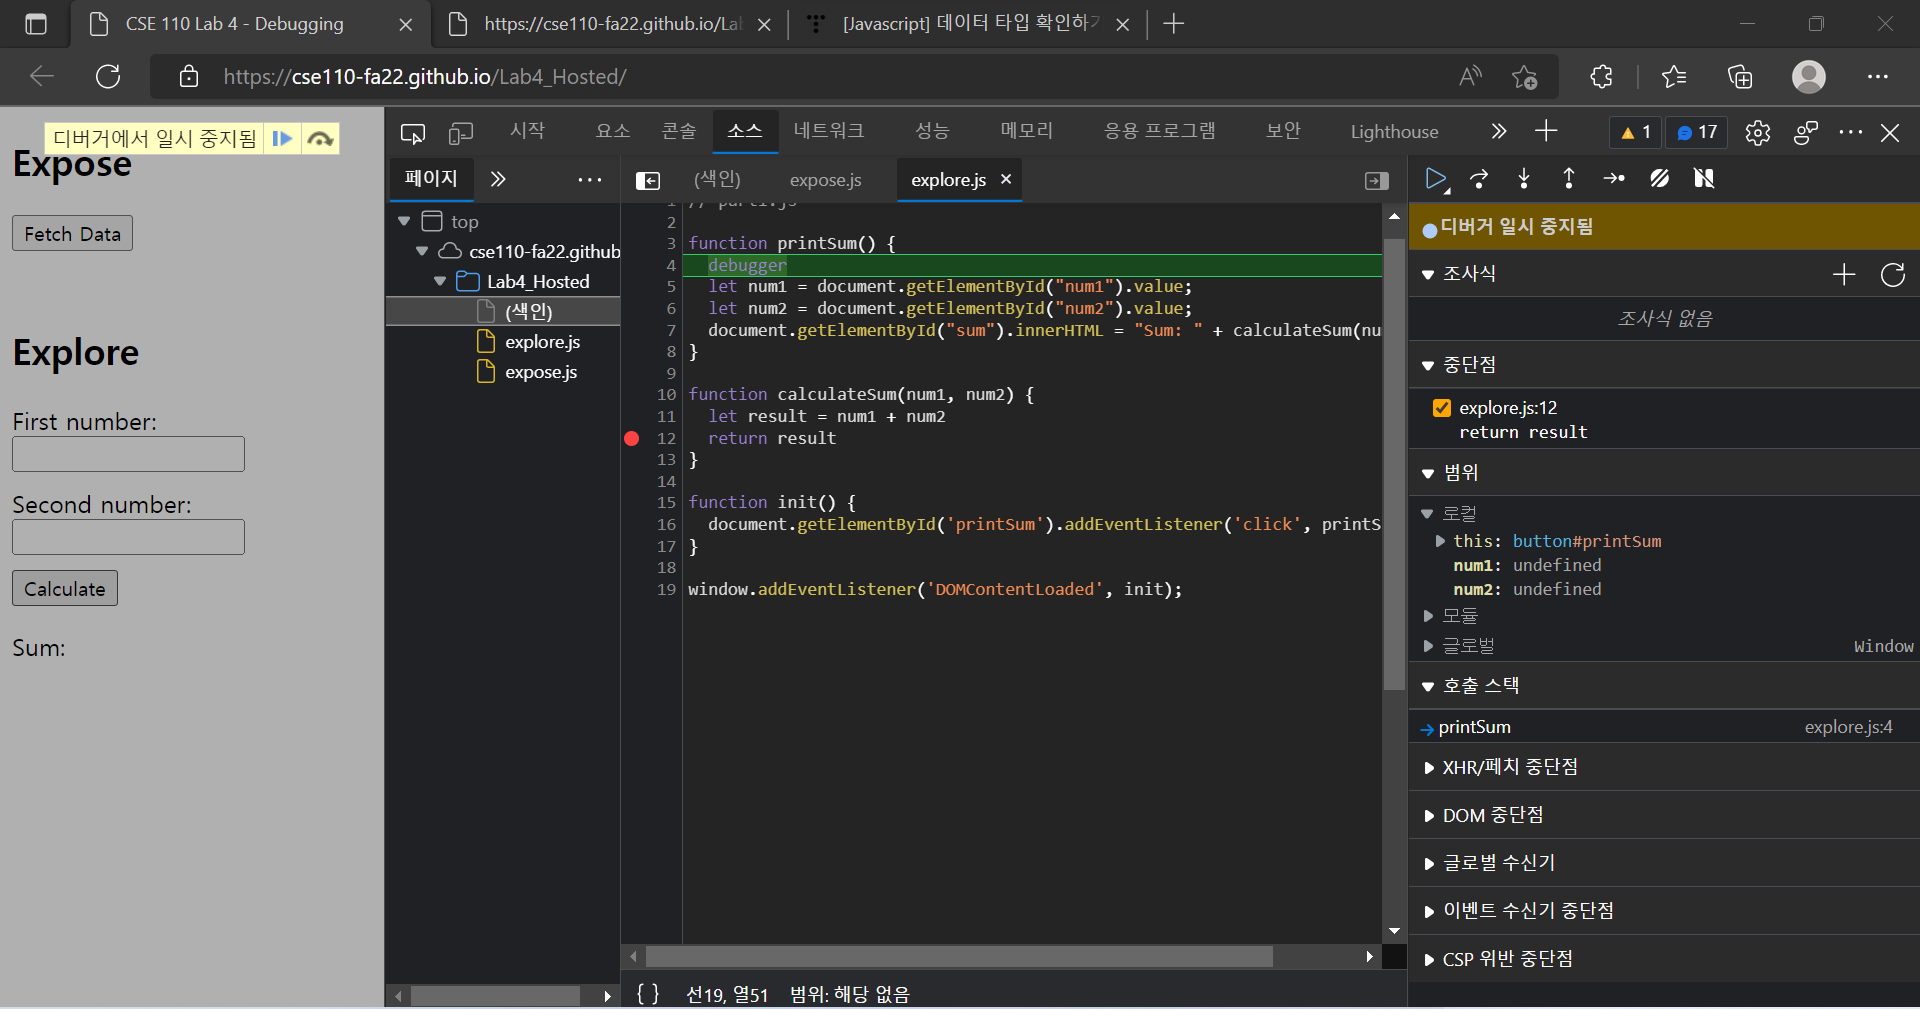 CSE 110 Lab 4 - Debugging
https://cse110-fa22.github.io/Lab
[Javascript] 데이터 타입 확인하기
https://cse110-fa22.github.io/Lab4_Hosted/
디버거에서 일시 중지됨
Expose
Fetch Data
Explore
First number:
Second number:
Calculate
Sum:
시작 요소 콘솔 소스 네트워크 성능 메모리 응용 프로그램 보안 Lighthouse
1 17
페이지
top
cse110-fa22.github
Lab4_Hosted
(색인)
explore.js
expose.js
(색인) expose.js explore.js
1 // part1.js
2
3 function printSum() {
4 debugger
5 let num1 = document.getElementById("num1").value;
6 let num2 = document.getElementById("num2").value;
7 document.getElementById("sum").innerHTML = "Sum: " + calculateSum(nu
8 }
9
10 function calculateSum(num1, num2) {
11 let result = num1 + num2
12 return result
13 }
14
15 function init() {
16 document.getElementById('printSum').addEventListener('click', printS
17 }
18
19 window.addEventListener('DOMContentLoaded', init);
{ } 선19, 열51 범위: 해당 없음
디버거 일시 중지됨
조사식
조사식 없음
중단점
explore.js:12
return result
범위
로컬
this: button#printSum
num1: undefined
num2: undefined
모듈
글로벌 Window
호출 스택
printSum explore.js:4
XHR/페치 중단점
DOM 중단점
글로벌 수신기
이벤트 수신기 중단점
CSP 위반 중단점